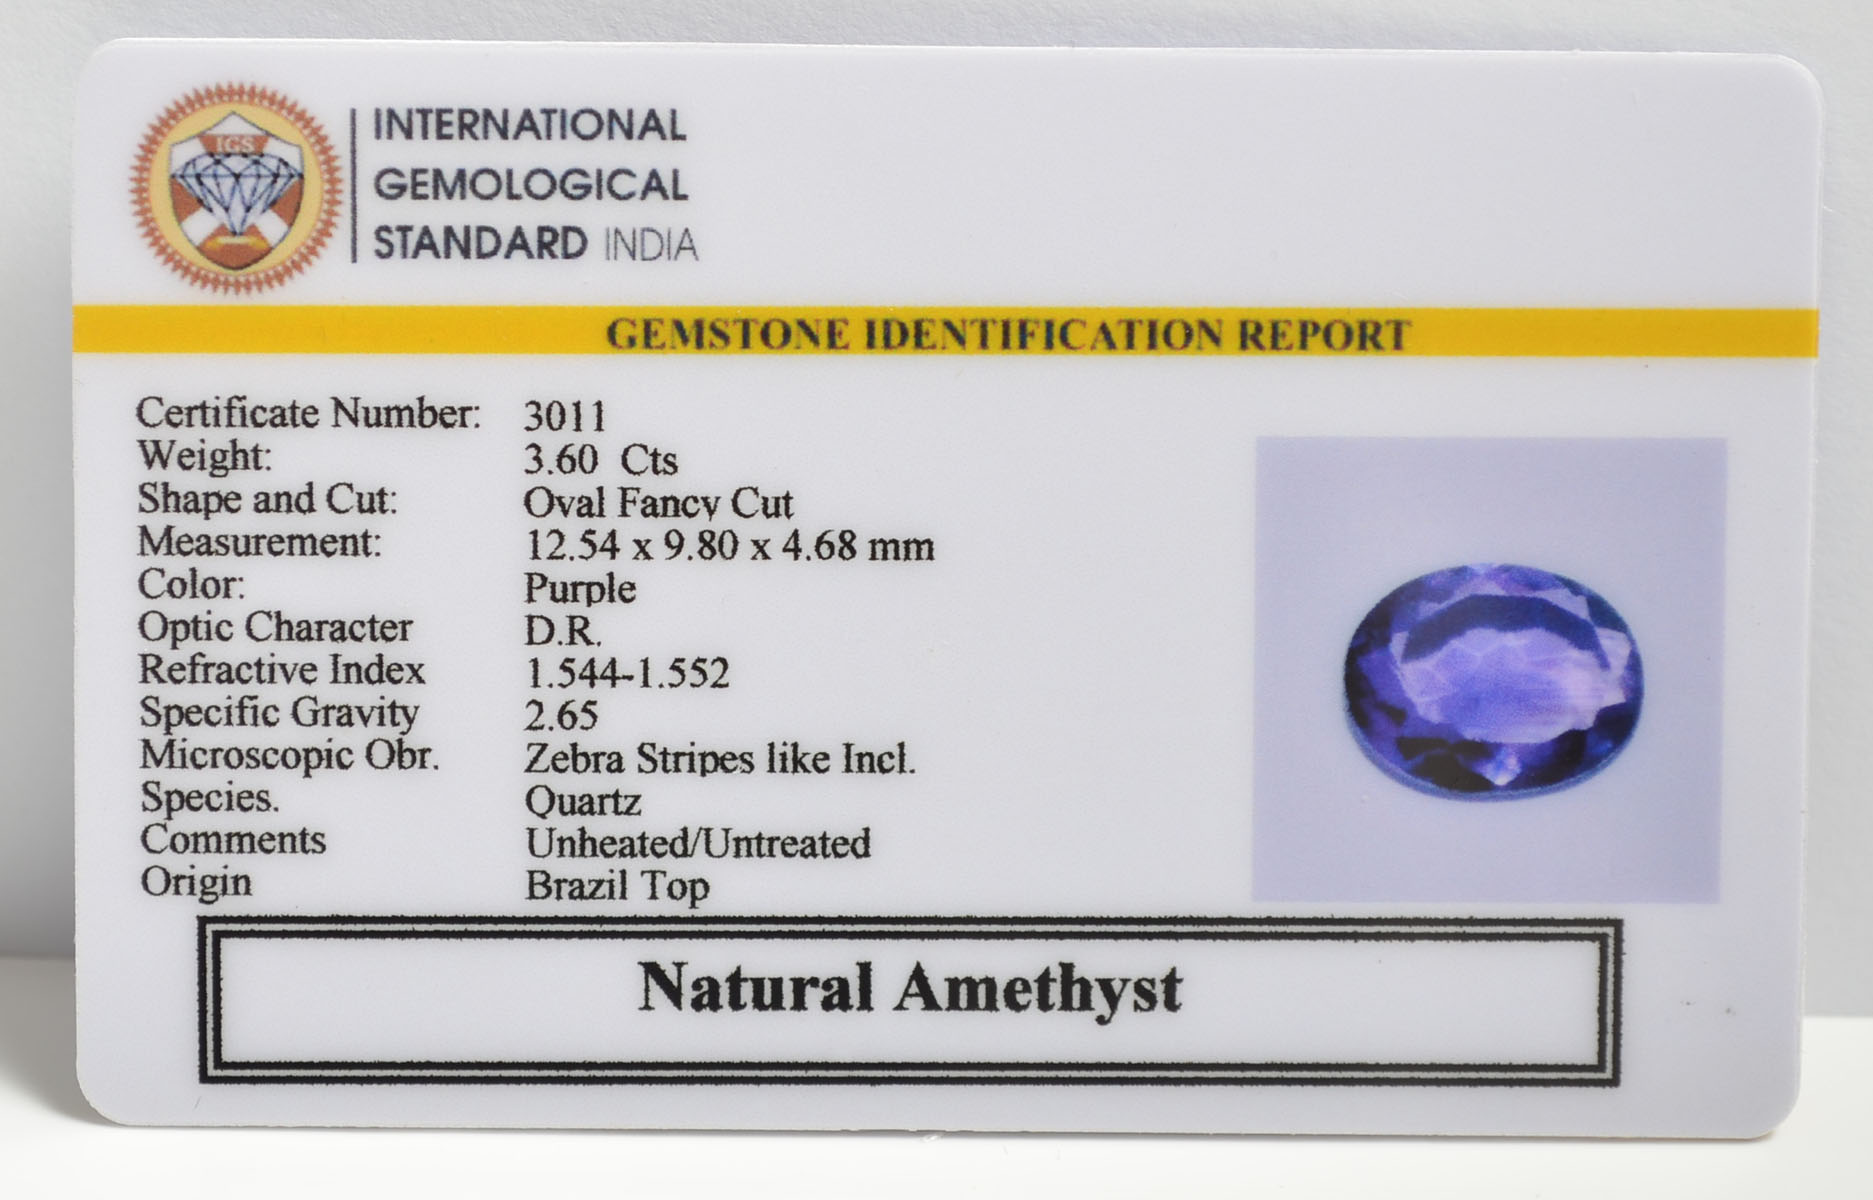 IGS
INTERNATIONAL
GEMOLOGICAL
STANDARD INDIA
GEMSTONE IDENTIFICATION REPORT
Certificate Number: 3011
Weight: 3.60 Cts
Shape and Cut: Oval Fancy Cut
Measurement: 12.54 x 9.80 x 4.68 mm
Color: Purple
Optic Character D.R.
Refractive Index 1.544-1.552
Specific Gravity 2.65
Microscopic Obr. Zebra Stripes like Incl.
Species. Quartz
Comments Unheated/Untreated
Origin Brazil Top
Natural Amethyst